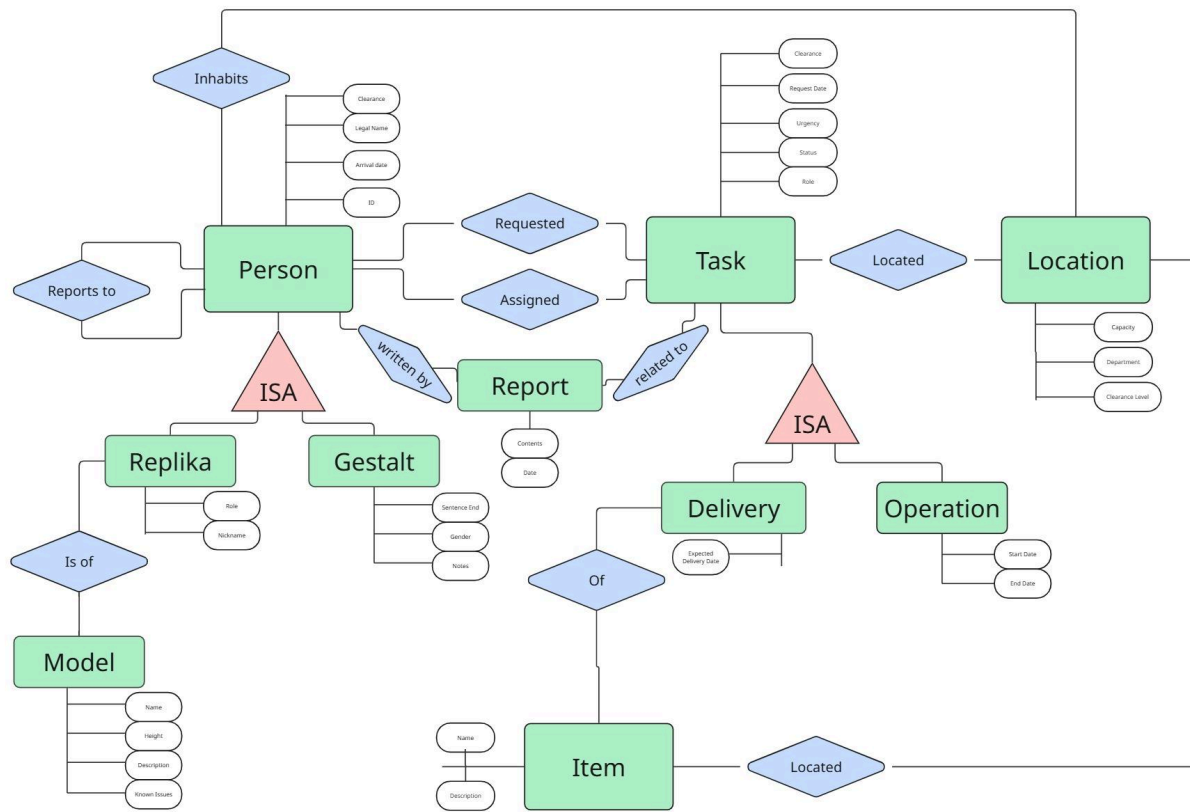 Inhabits
Clearance
Legal Name
Arrival date
ID
Clearance
Request Date
Urgency
Status
Role
Person
Requested
Assigned
Task
Located
Location
Reports to
Capacity
Department
Clearance Level
written by
Report
related to
Contents
Date
ISA
ISA
Replika
Gestalt
Role
Nickname
Sentence End
Gender
Notes
Delivery
Operation
Expected
Delivery Date
Start Date
End Date
Is of
Of
Model
Name
Height
Description
Known Issues
Name
Description
Item
Located